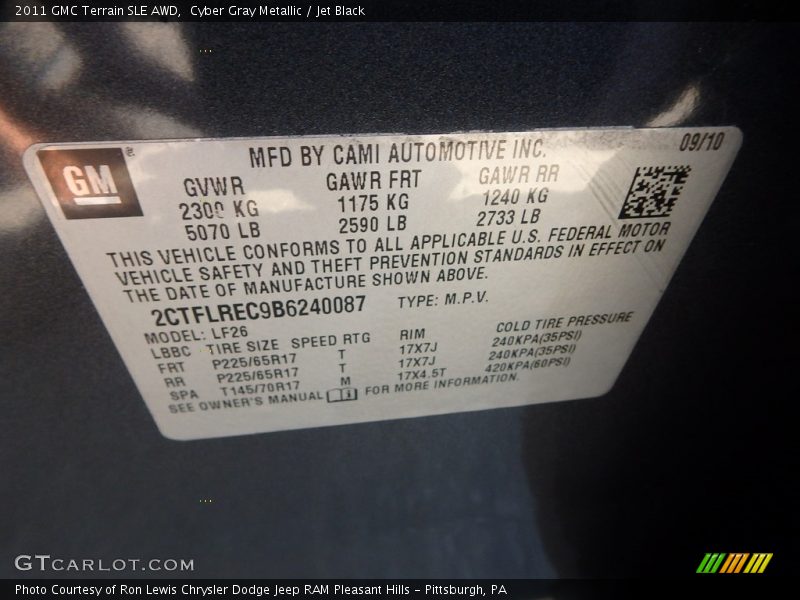 2011 GMC Terrain SLE AWD, Cyber Gray Metallic / Jet Black
GM
MFD BY CAMI AUTOMOTIVE INC.
09/10
GVWR GAWR FRT GAWR RR
2300 KG 1175 KG 1240 KG
5070 LB 2590 LB 2733 LB
THIS VEHICLE CONFORMS TO ALL APPLICABLE U.S. FEDERAL MOTOR
VEHICLE SAFETY AND THEFT PREVENTION STANDARDS IN EFFECT ON
THE DATE OF MANUFACTURE SHOWN ABOVE.
2CTFLREC9B6240087 TYPE: M.P.V.
MODEL: LF26
LBBC TIRE SIZE SPEED RTG RIM COLD TIRE PRESSURE
FRT P225/65R17 T 17X7J 240KPA(35PSI)
RR P225/65R17 T 17X7J 240KPA(35PSI)
SPA T145/70R17 M 17X4.5T 420KPA(60PSI)
SEE OWNER'S MANUAL FOR MORE INFORMATION.
GTCARLOT.COM
Photo Courtesy of Ron Lewis Chrysler Dodge Jeep RAM Pleasant Hills - Pittsburgh, PA